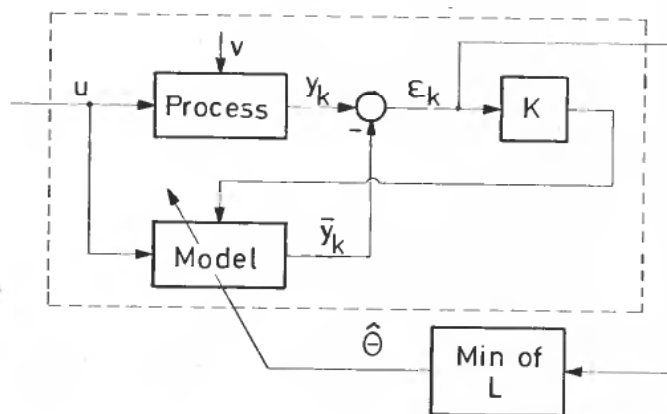 v
u
Process
y_k
-
ε_k
K
Model
ȳ_k
Θ̂
Min of
L